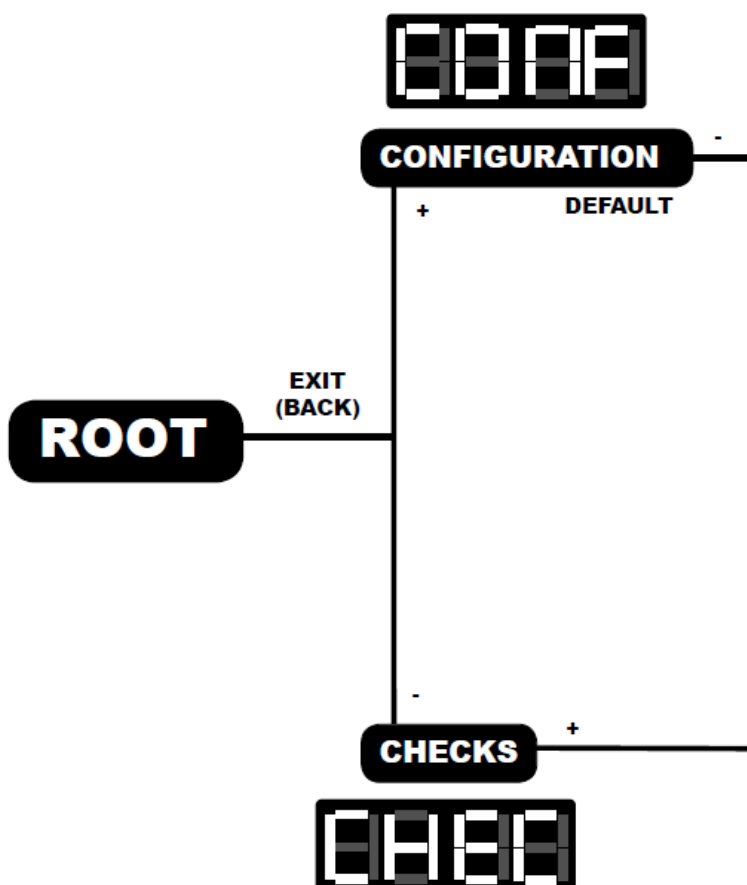 CONF
CONFIGURATION -
+ DEFAULT
EXIT
(BACK)
ROOT
-
CHECKS +
CHEC